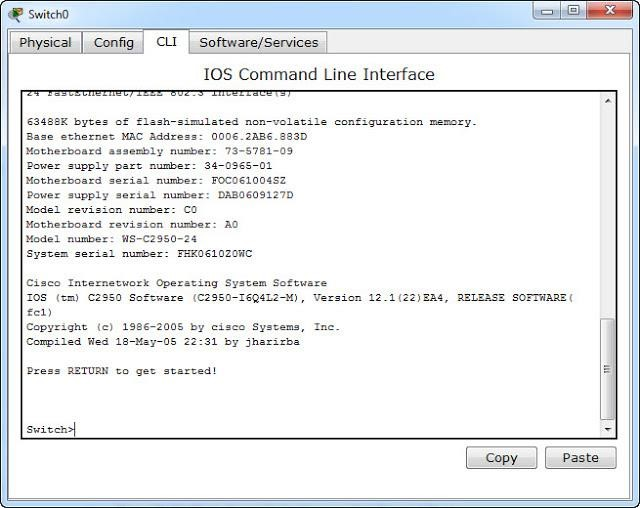 Switch0
Physical Config CLI Software/Services
IOS Command Line Interface
24 FastEthernet/IEEE 802.3 interface(s)
63488K bytes of flash-simulated non-volatile configuration memory.
Base ethernet MAC Address: 0006.2AB6.883D
Motherboard assembly number: 73-5781-09
Power supply part number: 34-0965-01
Motherboard serial number: FOC061004SZ
Power supply serial number: DAB0609127D
Model revision number: C0
Motherboard revision number: A0
Model number: WS-C2950-24
System serial number: FHK0610Z0WC
Cisco Internetwork Operating System Software
IOS (tm) C2950 Software (C2950-I6Q4L2-M), Version 12.1(22)EA4, RELEASE SOFTWARE(
fc1)
Copyright (c) 1986-2005 by cisco Systems, Inc.
Compiled Wed 18-May-05 22:31 by jharirba
Press RETURN to get started!
Switch>
Copy Paste